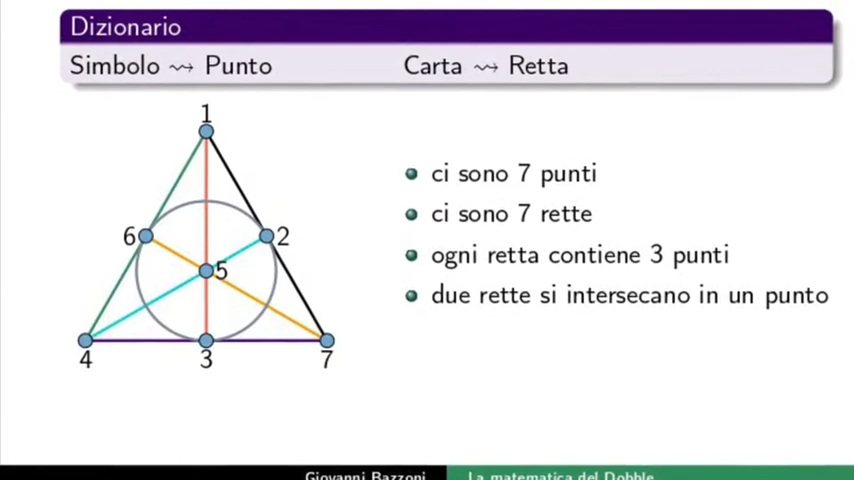 Dizionario
Simbolo ⇝ Punto
Carta ⇝ Retta
1
6
2
5
4
3
7
ci sono 7 punti
ci sono 7 rette
ogni retta contiene 3 punti
due rette si intersecano in un punto
Giovanni Bazzoni
La matematica del Dobble